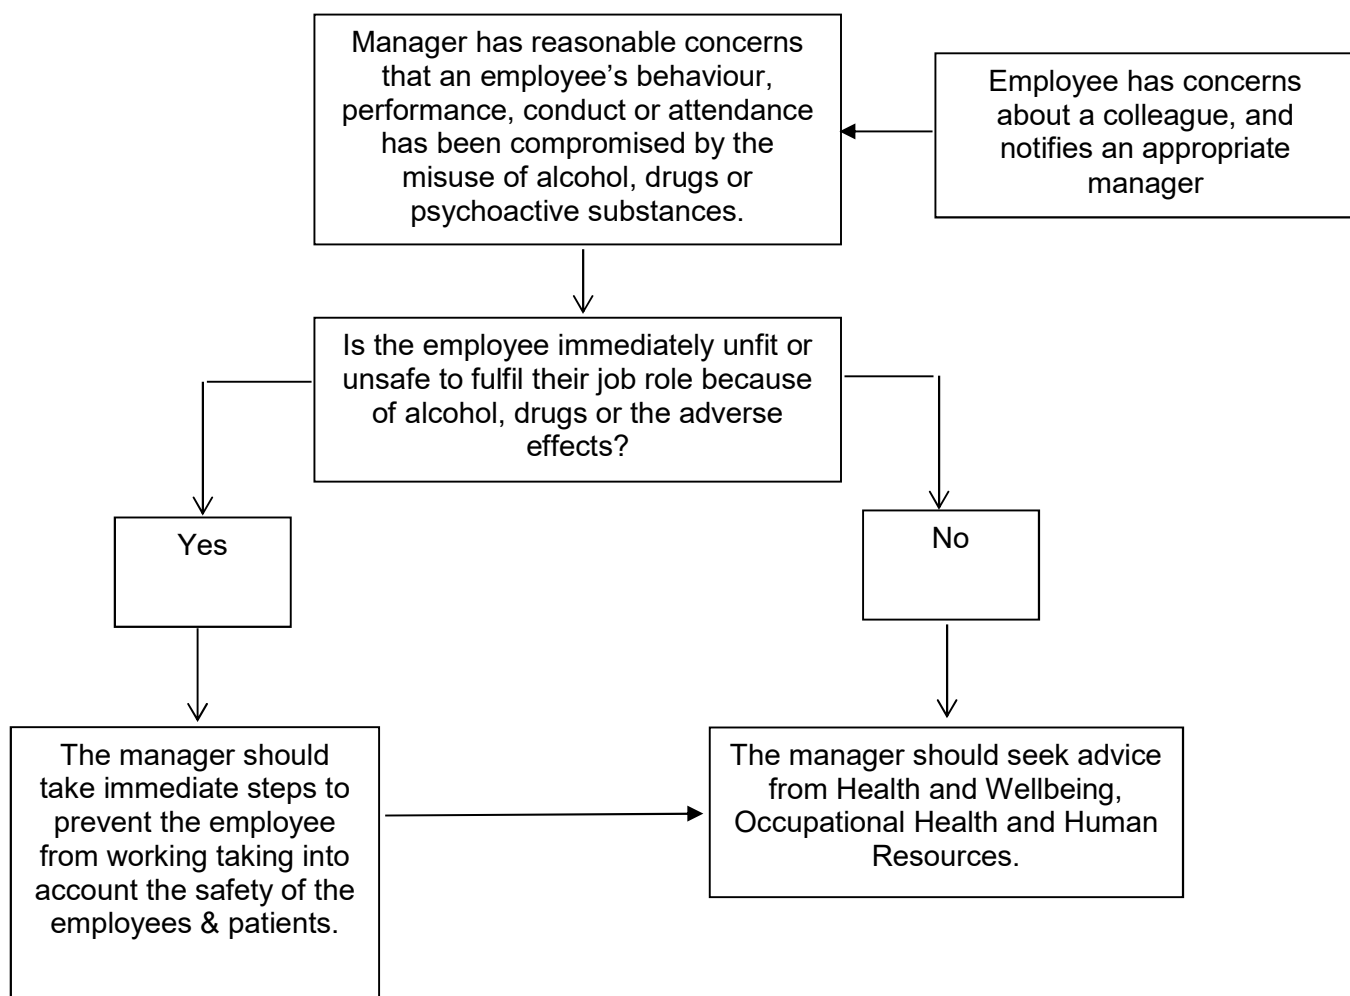 Manager has reasonable concerns
that an employee’s behaviour,
performance, conduct or attendance
has been compromised by the
misuse of alcohol, drugs or
psychoactive substances.
Employee has concerns
about a colleague, and
notifies an appropriate
manager
Is the employee immediately unfit or
unsafe to fulfil their job role because
of alcohol, drugs or the adverse
effects?
Yes
No
The manager should
take immediate steps to
prevent the employee
from working taking into
account the safety of the
employees & patients.
The manager should seek advice
from Health and Wellbeing,
Occupational Health and Human
Resources.